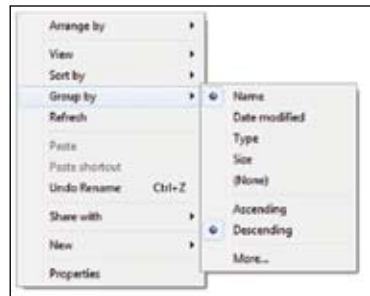 Arrange by
View
Sort by
Group by
Refresh
Paste
Paste shortcut
Undo Rename Ctrl+Z
Share with
New
Properties
Name
Date modified
Type
Size
(None)
Ascending
Descending
More...